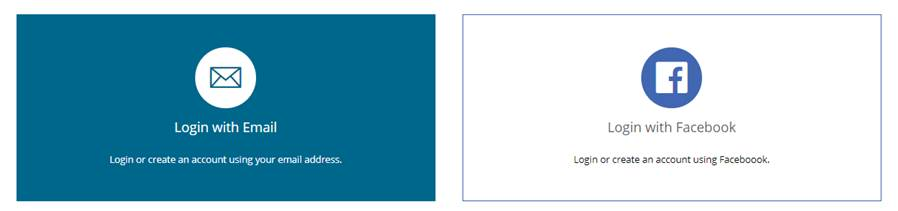 Login with Email
Login or create an account using your email address.
Login with Facebook
Login or create an account using Faceboook.